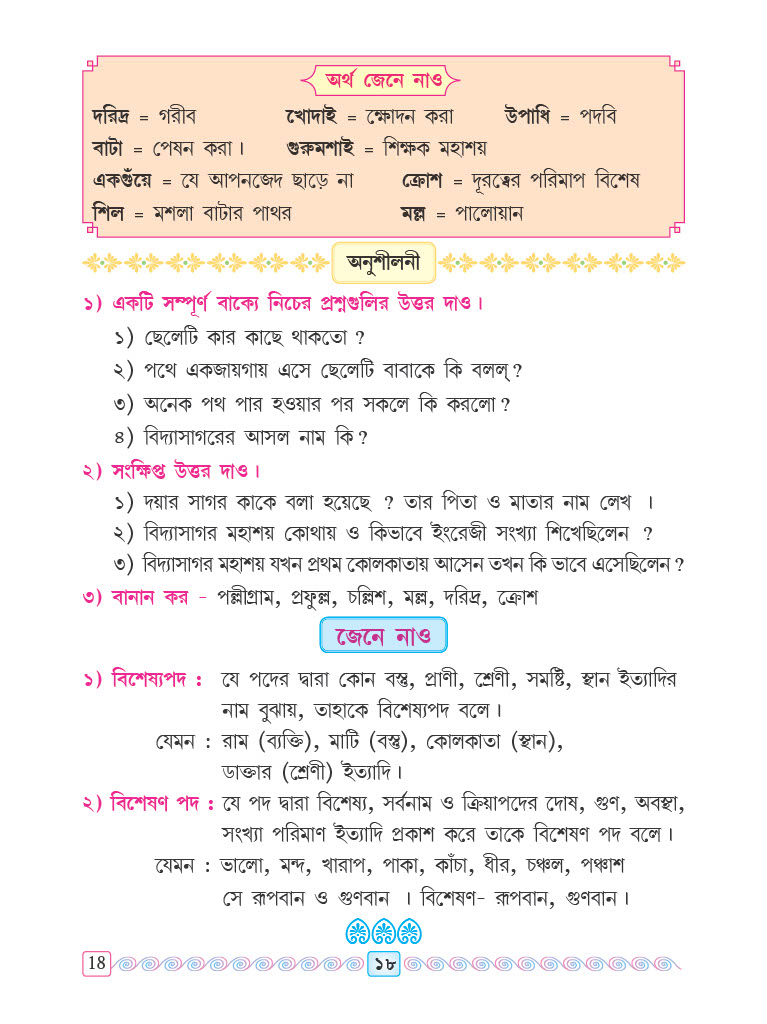 অর্থ জেনে নাও
দরিদ্র = গরীব খোদাই = ক্ষোদন করা উপাধি = পদবি
বাটা = পেষন করা। গুরুমশাই = শিক্ষক মহাশয়
একগুঁয়ে = যে আপনজেদ ছাড়ে না ক্রোশ = দূরত্বের পরিমাপ বিশেষ
শিল = মশলা বাটার পাথর মল্ল = পালোয়ান
অনুশীলনী
১) একটি সম্পূর্ণ বাক্যে নিচের প্রশ্নগুলির উত্তর দাও।
১) ছেলেটি কার কাছে থাকতো ?
২) পথে একজায়গায় এসে ছেলেটি বাবাকে কি বলল্ ?
৩) অনেক পথ পার হওয়ার পর সকলে কি করলো ?
৪) বিদ্যাসাগরের আসল নাম কি ?
২) সংক্ষিপ্ত উত্তর দাও।
১) দয়ার সাগর কাকে বলা হয়েছে ? তার পিতা ও মাতার নাম লেখ ।
২) বিদ্যাসাগর মহাশয় কোথায় ও কিভাবে ইংরেজী সংখ্যা শিখেছিলেন ?
৩) বিদ্যাসাগর মহাশয় যখন প্রথম কোলকাতায় আসেন তখন কি ভাবে এসেছিলেন ?
৩) বানান কর - পল্লীগ্রাম, প্রফুল্ল, চল্লিশ, মল্ল, দরিদ্র, ক্রোশ
জেনে নাও
১) বিশেষ্যপদ : যে পদের দ্বারা কোন বস্তু, প্রাণী, শ্রেণী, সমষ্টি, স্থান ইত্যাদির
নাম বুঝায়, তাহাকে বিশেষ্যপদ বলে।
যেমন : রাম (ব্যক্তি), মাটি (বস্তু), কোলকাতা (স্থান),
ডাক্তার (শ্রেণী) ইত্যাদি।
২) বিশেষণ পদ : যে পদ দ্বারা বিশেষ্য, সর্বনাম ও ক্রিয়াপদের দোষ, গুণ, অবস্থা,
সংখ্যা পরিমাণ ইত্যাদি প্রকাশ করে তাকে বিশেষণ পদ বলে।
যেমন : ভালো, মন্দ, খারাপ, পাকা, কাঁচা, ধীর, চঞ্চল, পঞ্চাশ
সে রূপবান ও গুণবান । বিশেষণ- রূপবান, গুণবান।
18 ১৮